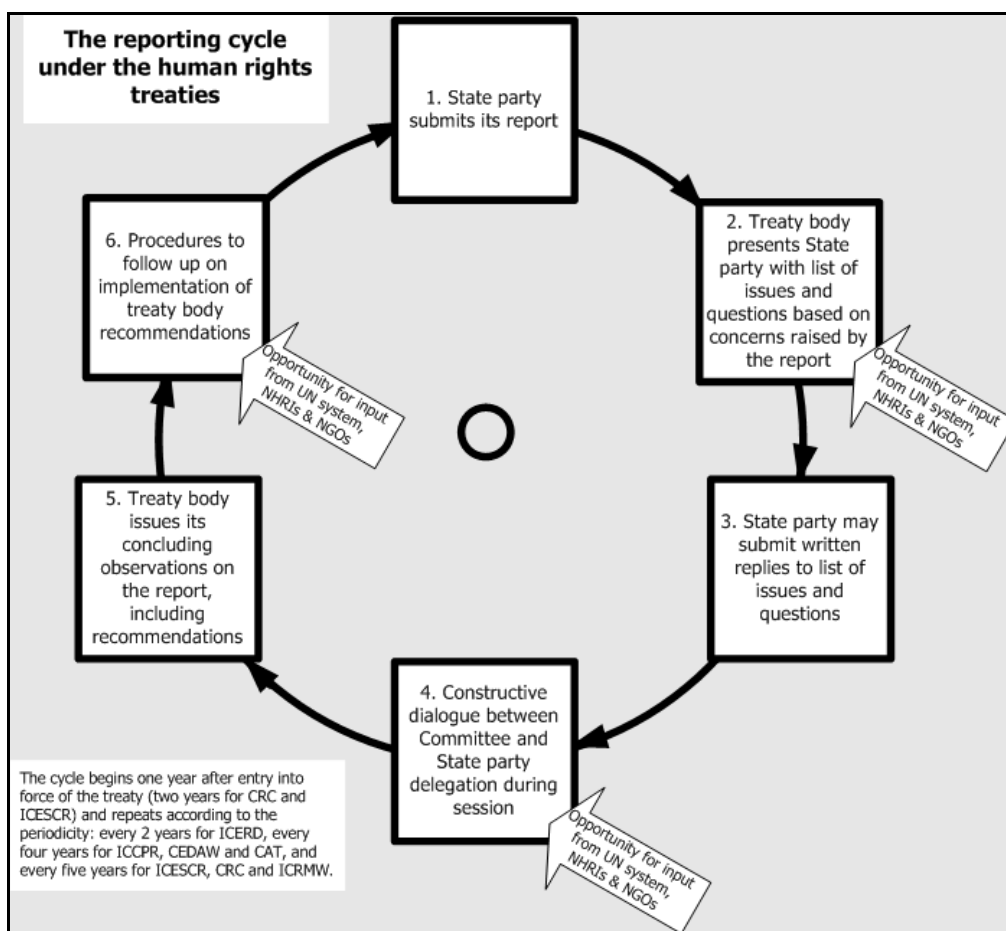 The reporting cycle
under the human rights
treaties
1. State party
submits its report
2. Treaty body
presents State
party with list of
issues and
questions based on
concerns raised by
the report
Opportunity for input
from UN system,
NHRIs & NGOs
3. State party may
submit written
replies to list of
issues and
questions
4. Constructive
dialogue between
Committee and
State party
delegation during
session
Opportunity for input
from UN system,
NHRIs & NGOs
5. Treaty body
issues its
concluding
observations on
the report,
including
recommendations
6. Procedures to
follow up on
implementation of
treaty body
recommendations
Opportunity for input
from UN system,
NHRIs & NGOs
The cycle begins one year after entry into
force of the treaty (two years for CRC and
ICESCR) and repeats according to the
periodicity: every 2 years for ICERD, every
four years for ICCPR, CEDAW and CAT, and
every five years for ICESCR, CRC and ICRMW.